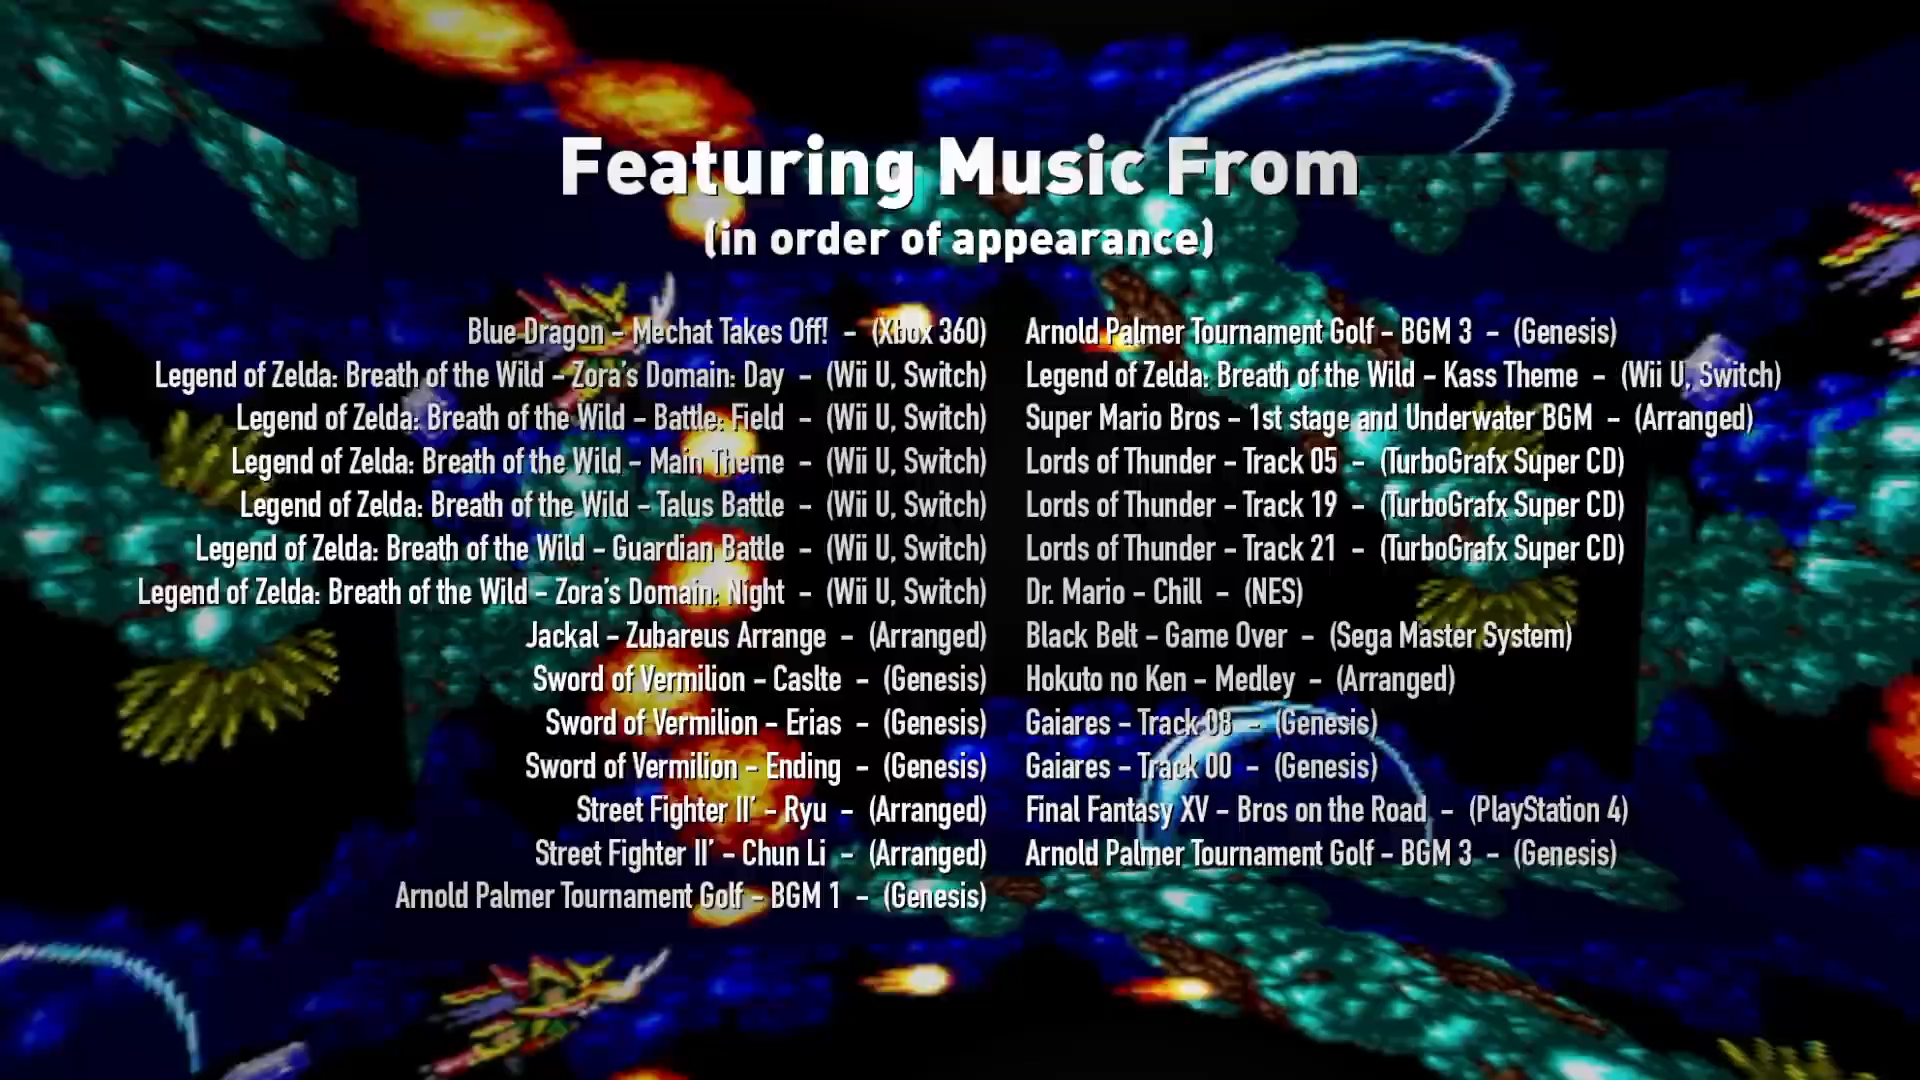 Featuring Music From
(in order of appearance)
Blue Dragon - Mechat Takes Off! - (Xbox 360)
Legend of Zelda: Breath of the Wild - Zora's Domain: Day - (Wii U, Switch)
Legend of Zelda: Breath of the Wild - Battle: Field - (Wii U, Switch)
Legend of Zelda: Breath of the Wild - Main Theme - (Wii U, Switch)
Legend of Zelda: Breath of the Wild - Talus Battle - (Wii U, Switch)
Legend of Zelda: Breath of the Wild - Guardian Battle - (Wii U, Switch)
Legend of Zelda: Breath of the Wild - Zora's Domain: Night - (Wii U, Switch)
Jackal - Zubareus Arrange - (Arranged)
Sword of Vermilion - Caslte - (Genesis)
Sword of Vermilion - Erias - (Genesis)
Sword of Vermilion - Ending - (Genesis)
Street Fighter II' - Ryu - (Arranged)
Street Fighter II' - Chun Li - (Arranged)
Arnold Palmer Tournament Golf - BGM 1 - (Genesis)
Arnold Palmer Tournament Golf - BGM 3 - (Genesis)
Legend of Zelda: Breath of the Wild - Kass Theme - (Wii U, Switch)
Super Mario Bros - 1st stage and Underwater BGM - (Arranged)
Lords of Thunder - Track 05 - (TurboGrafx Super CD)
Lords of Thunder - Track 19 - (TurboGrafx Super CD)
Lords of Thunder - Track 21 - (TurboGrafx Super CD)
Dr. Mario - Chill - (NES)
Black Belt - Game Over - (Sega Master System)
Hokuto no Ken - Medley - (Arranged)
Gaiares - Track 08 - (Genesis)
Gaiares - Track 00 - (Genesis)
Final Fantasy XV - Bros on the Road - (PlayStation 4)
Arnold Palmer Tournament Golf - BGM 3 - (Genesis)